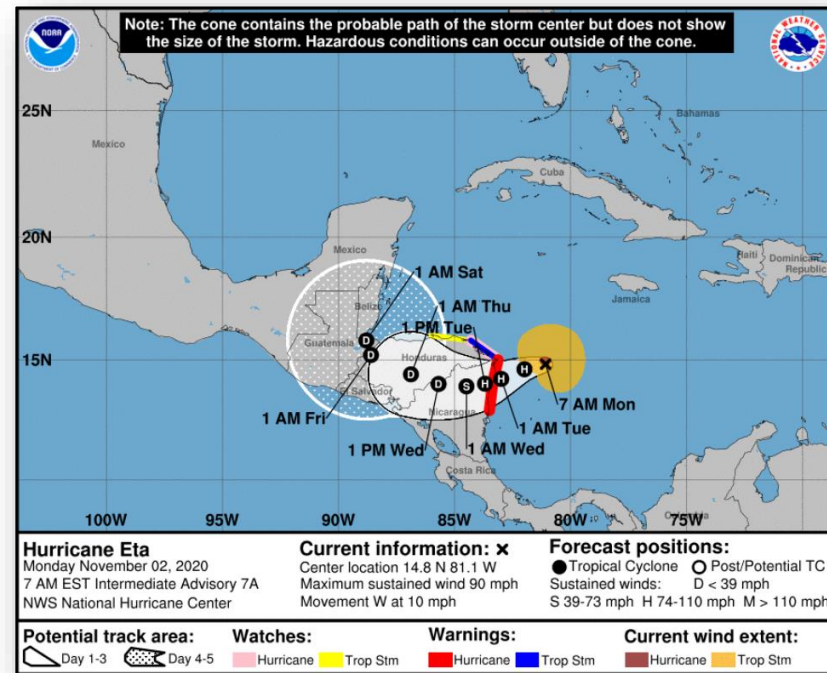 Note: The cone contains the probable path of the storm center but does not show
the size of the storm. Hazardous conditions can occur outside of the cone.
NOAA
25N
Mexico
Bahamas
Cuba
20N
Mexico
Haiti
Dominican
Republic
1 AM Sat
Jamaica
Belize
1 AM Thu
1 PM Tue
Guatemala
D
15N
D
Honduras
H
D
D
S
H
H
El Salvador
7 AM Mon
Nicaragua
1 AM Fri
1 AM Tue
1 PM Wed
1 AM Wed
Costa Rica
100W
95W
90W
85W
80W
75W
Hurricane Eta
Monday November 02, 2020
7 AM EST Intermediate Advisory 7A
NWS National Hurricane Center
Current information: x
Center location 14.8 N 81.1 W
Maximum sustained wind 90 mph
Movement W at 10 mph
Forecast positions:
Tropical Cyclone Post/Potential TC
Sustained winds: D < 39 mph
S 39-73 mph H 74-110 mph M > 110 mph
Potential track area:
Day 1-3 Day 4-5
Watches:
Hurricane Trop Stm
Warnings:
Hurricane Trop Stm
Current wind extent:
Hurricane Trop Stm